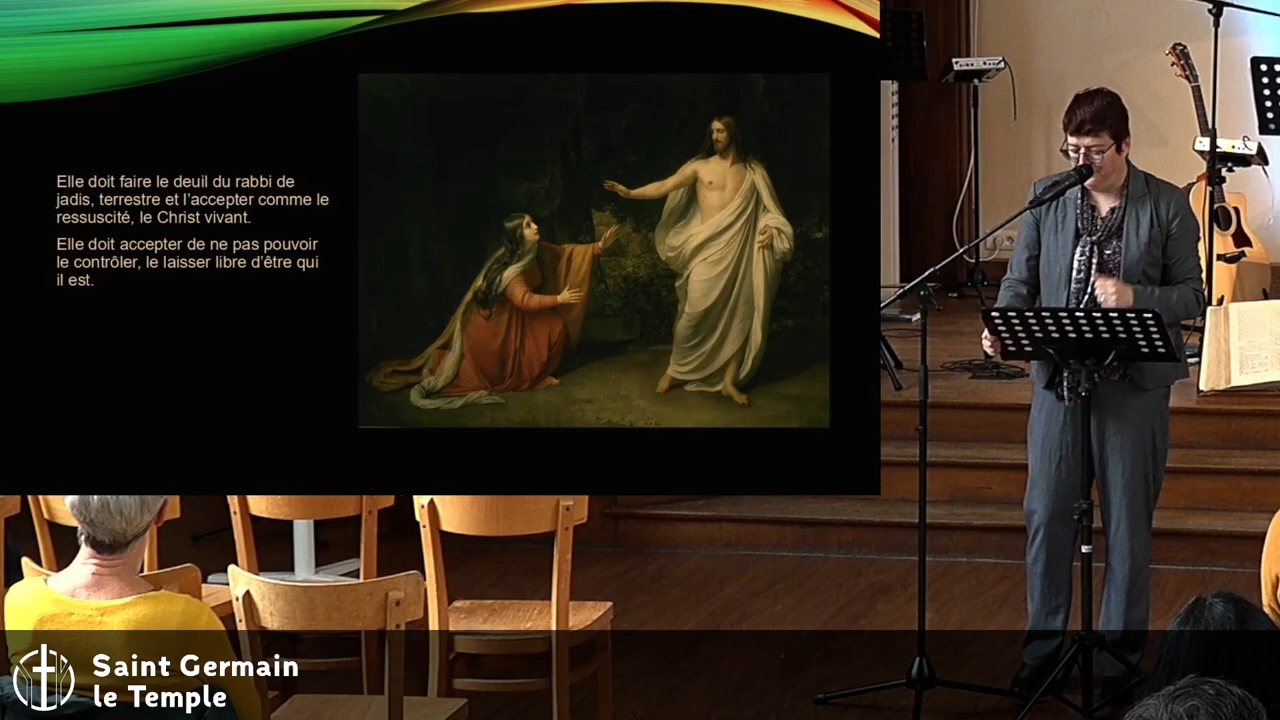 Elle doit faire le deuil du rabbi de
jadis, terrestre et l'accepter comme le
ressuscité, le Christ vivant.
Elle doit accepter de ne pas pouvoir
le contrôler, le laisser libre d'être qui
il est.
Saint Germain
le Temple